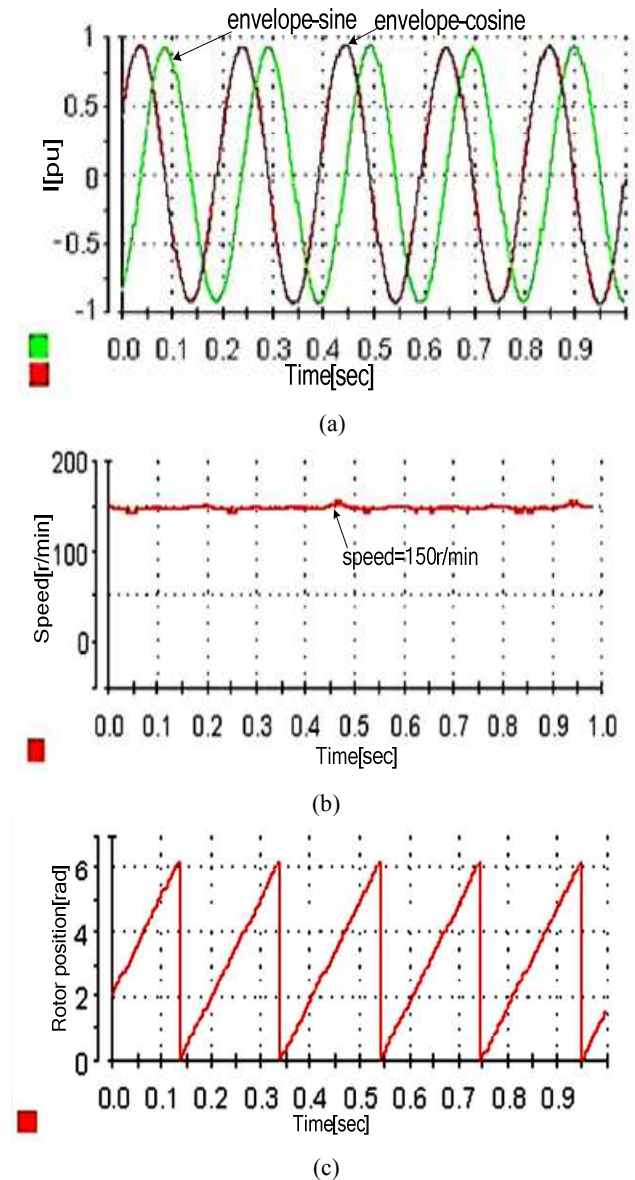 envelope-sine envelope-cosine
1
0.5
0
-0.5
-1
I[pu]
0.0 0.1 0.2 0.3 0.4 0.5 0.6 0.7 0.8 0.9
Time[sec]
(a)
200
100
0
Speed[r/min]
speed=150r/min
0.0 0.1 0.2 0.3 0.4 0.5 0.6 0.7 0.8 0.9 1.0
Time[sec]
(b)
6
4
2
0
Rotor position[rad]
0.0 0.1 0.2 0.3 0.4 0.5 0.6 0.7 0.8 0.9
Time[sec]
(c)